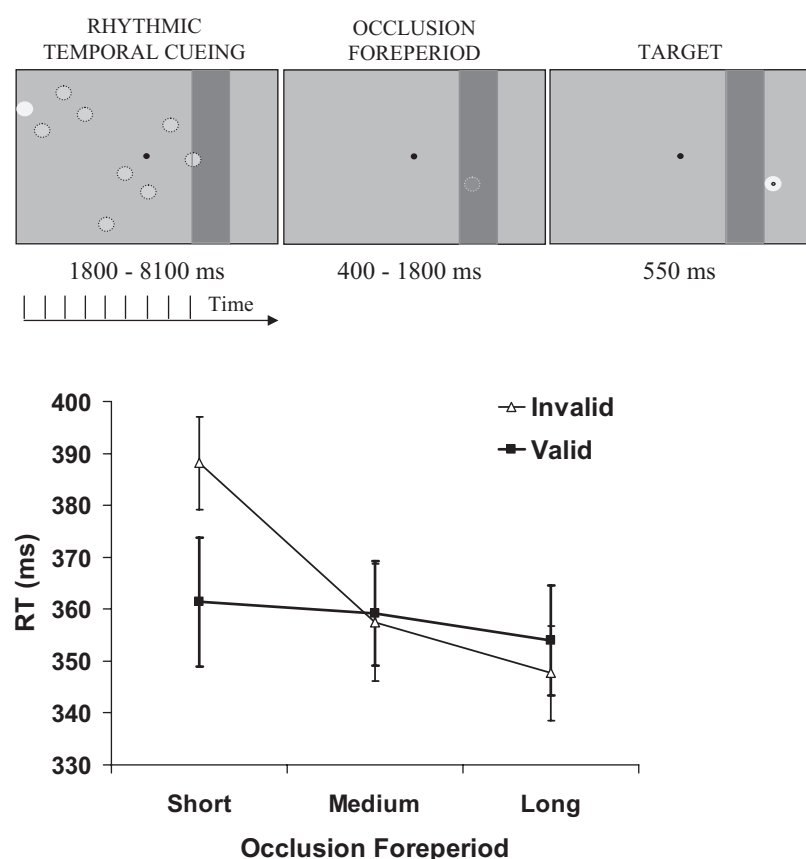 RHYTHMIC
TEMPORAL CUEING
OCCLUSION
FOREPERIOD
TARGET
1800 - 8100 ms
400 - 1800 ms
550 ms
Time
400
390
380
370
360
350
340
330
RT (ms)
Invalid
Valid
Short
Medium
Long
Occlusion Foreperiod